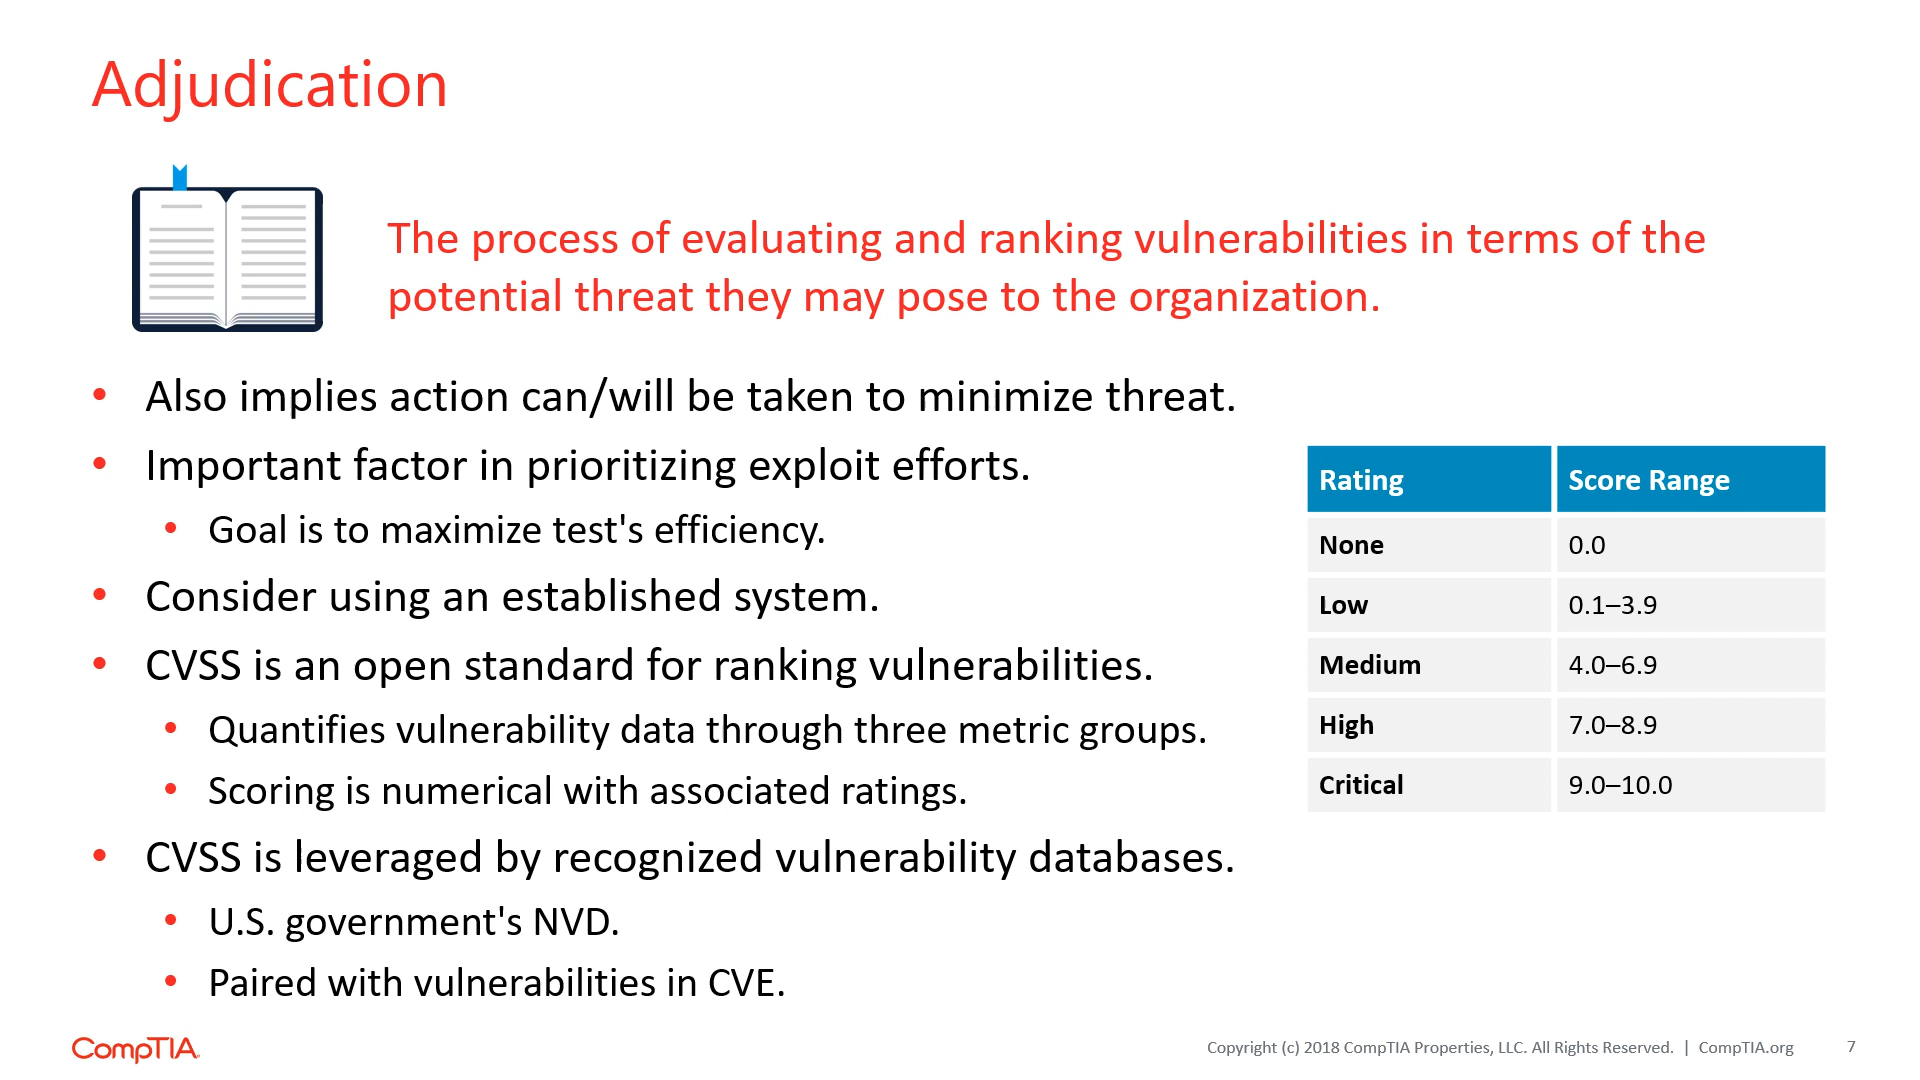 Adjudication
The process of evaluating and ranking vulnerabilities in terms of the
potential threat they may pose to the organization.
• Also implies action can/will be taken to minimize threat.
• Important factor in prioritizing exploit efforts.
• Goal is to maximize test's efficiency.
• Consider using an established system.
• CVSS is an open standard for ranking vulnerabilities.
• Quantifies vulnerability data through three metric groups.
• Scoring is numerical with associated ratings.
• CVSS is leveraged by recognized vulnerability databases.
• U.S. government's NVD.
• Paired with vulnerabilities in CVE.
Rating Score Range
None 0.0
Low 0.1–3.9
Medium 4.0–6.9
High 7.0–8.9
Critical 9.0–10.0
CompTIA.
Copyright (c) 2018 CompTIA Properties, LLC. All Rights Reserved. | CompTIA.org 7